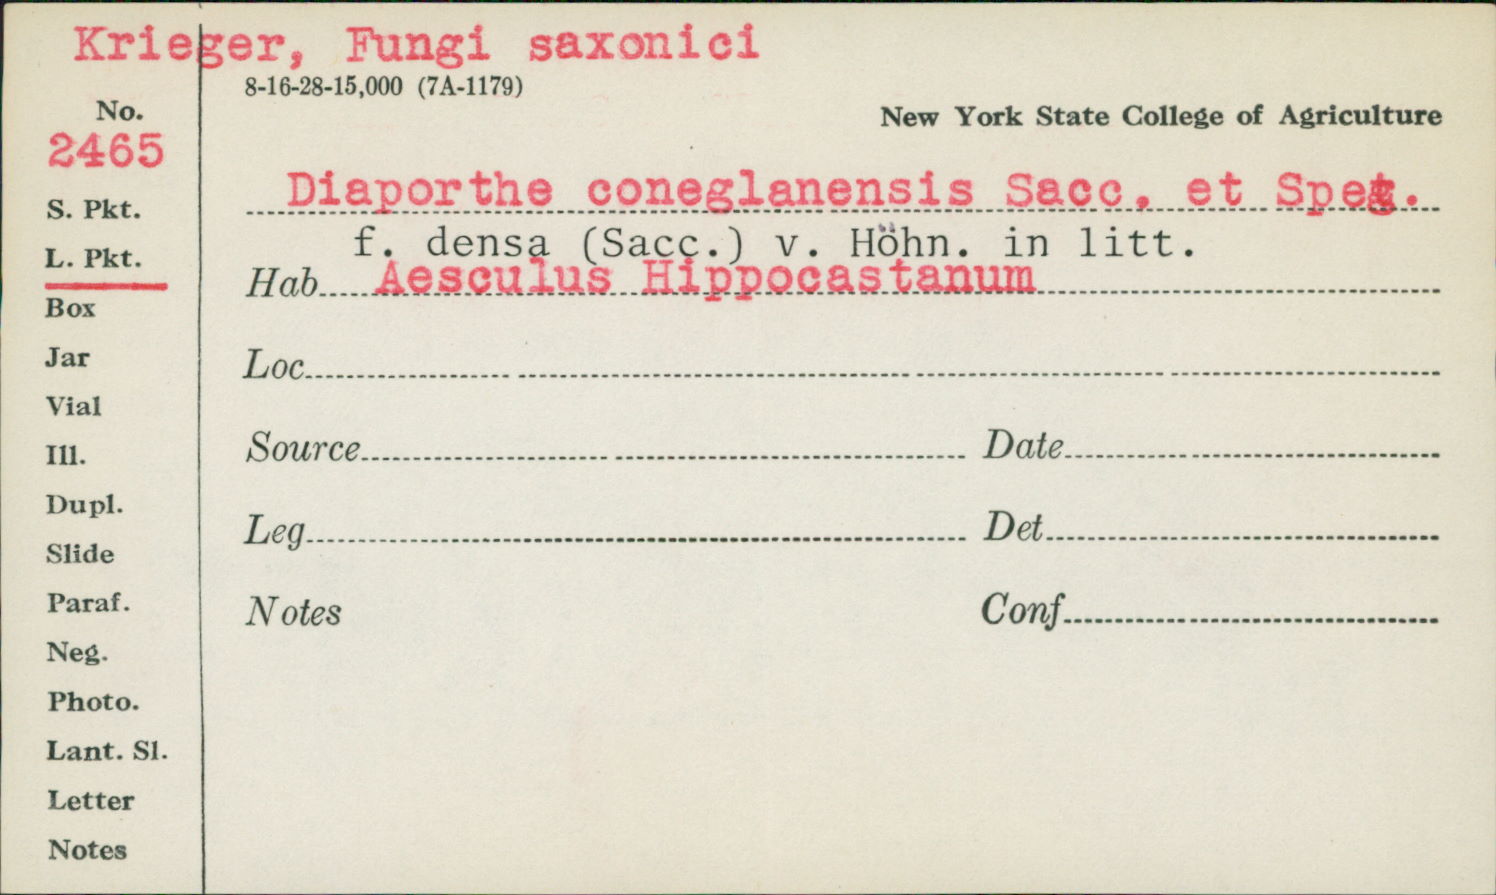 Krieger, Fungi saxonici
8-16-28-15,000 (7A-1179)
No.
New York State College of Agriculture
2465
Diaporthe coneglanensis Sacc. et Speg.
S. Pkt.
f. densa (Sacc.) v. Höhn. in litt.
L. Pkt.
Hab. Aesculus Hippocastanum
Box
Jar
Loc.
Vial
Ill.
Source
Date
Dupl.
Leg.
Det.
Slide
Paraf.
Notes
Conf.
Neg.
Photo.
Lant. Sl.
Letter
Notes